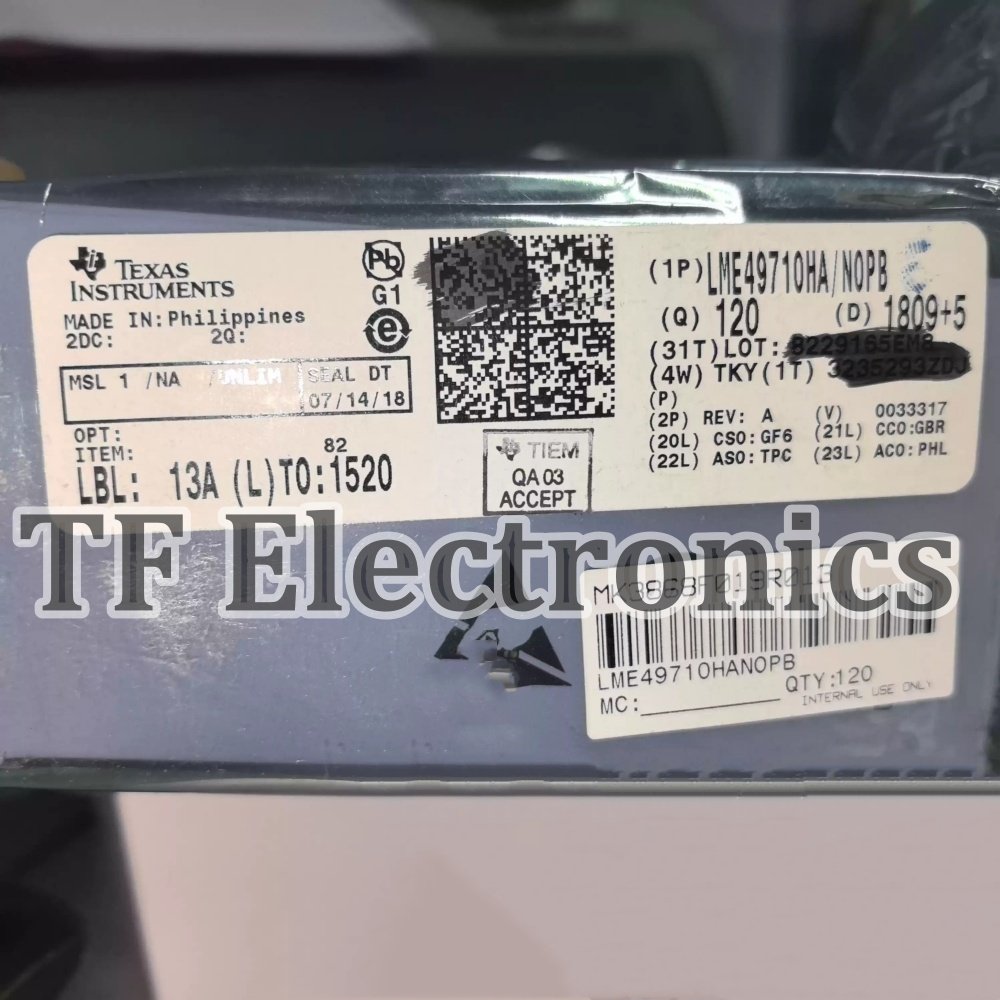 TEXAS
INSTRUMENTS
MADE IN: Philippines
2DC: 2Q:
MSL 1 /NA /UNLIM
SEAL DT
07/14/18
OPT:
ITEM: 82
LBL: 13A (L)TO:1520
Pb
G1
e
TIEM
QA 03
ACCEPT
(1P)LME49710HA/NOPB
(Q) 120 (D) 1809+5
(31T)LOT:
(4W) TKY(1T) 3235293ZDJ
(P)
(2P) REV: A (V) 0033317
(20L) CSO:GF6 (21L) CCO:GBR
(22L) ASO:TPC (23L) ACO:PHL
TF Electronics
LME49710HANOPB
QTY:120
MC:
INTERNAL USE ONLY